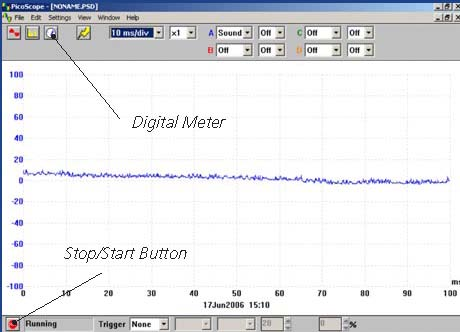 PicoScope - [NONAME.PSD]
File Edit Settings View Window Help
10 ms/div x1 A Sound Off C Off Off
B Off Off D Off Off
Digital Meter
100
80
60
40
20
0
-20
-40
-60
-80
-100
Stop/Start Button
0 10 20 30 40 50 60 70 80 90 100
ms
17Jun2006 15:10
Running Trigger None 20 0 %